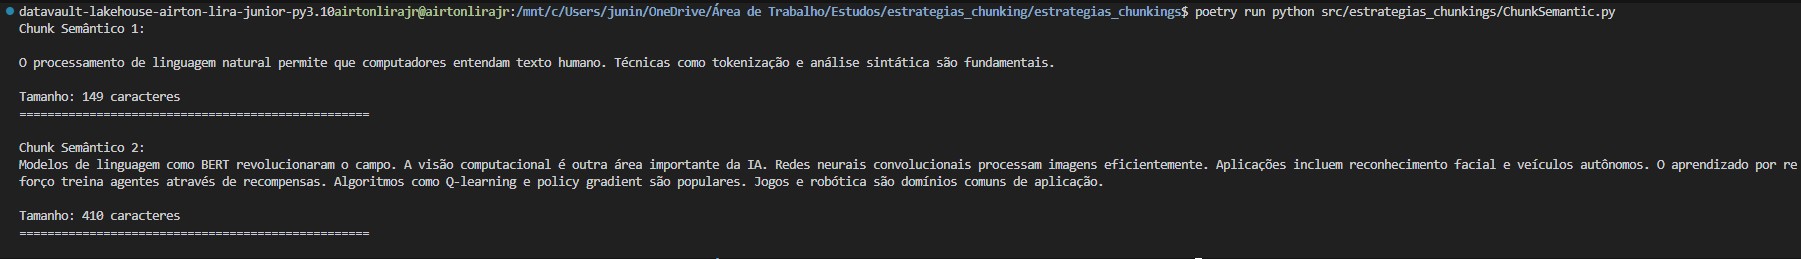 datavault-lakehouse-airton-lira-junior-py3.10airtonlirajr@airtonlirajr:/mnt/c/Users/junin/OneDrive/Área de Trabalho/Estudos/estrategias_chunking/estrategias_chunkings$ poetry run python src/estrategias_chunkings/ChunkSemantic.py
Chunk Semântico 1:
O processamento de linguagem natural permite que computadores entendam texto humano. Técnicas como tokenização e análise sintática são fundamentais.
Tamanho: 149 caracteres
==================================================
Chunk Semântico 2:
Modelos de linguagem como BERT revolucionaram o campo. A visão computacional é outra área importante da IA. Redes neurais convolucionais processam imagens eficientemente. Aplicações incluem reconhecimento facial e veículos autônomos. O aprendizado por re
forço treina agentes através de recompensas. Algoritmos como Q-learning e policy gradient são populares. Jogos e robótica são domínios comuns de aplicação.
Tamanho: 410 caracteres
==================================================